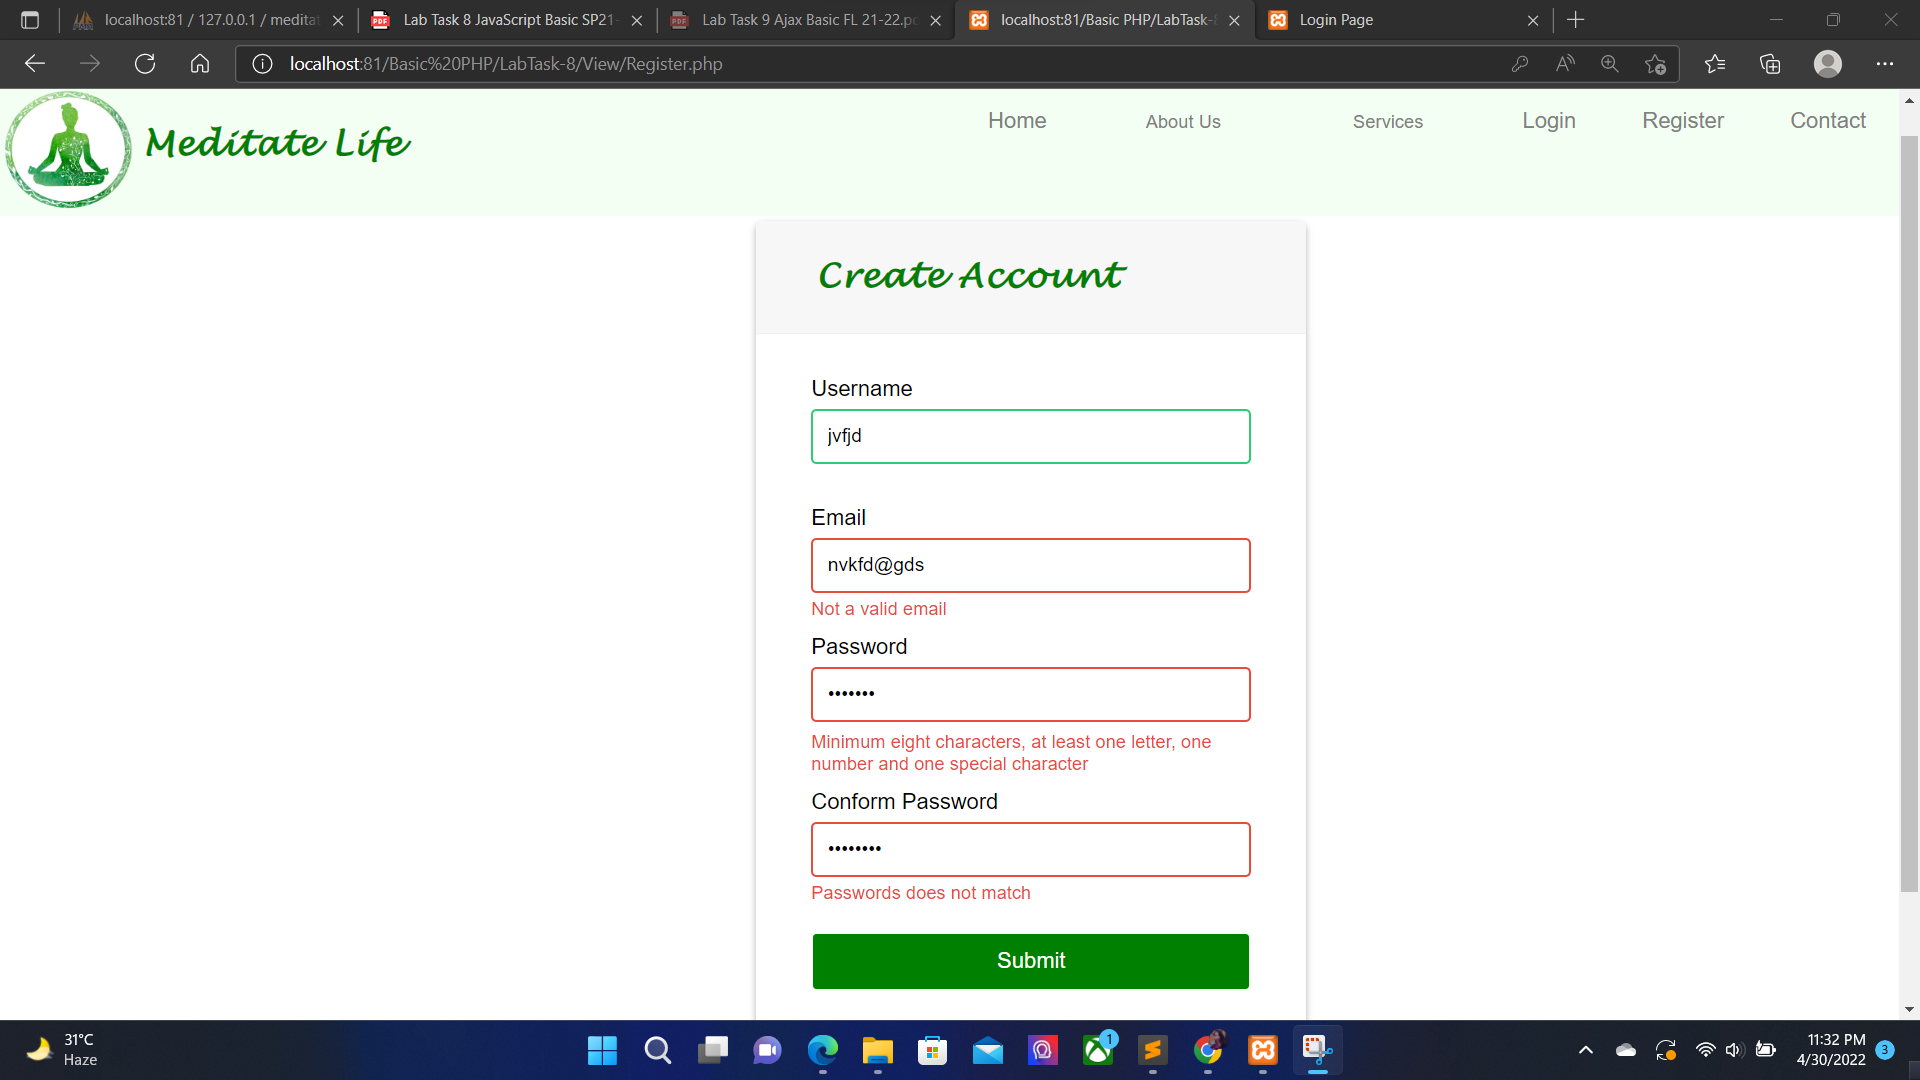 localhost:81 / 127.0.0.1 / meditat
Lab Task 8 JavaScript Basic SP21-
Lab Task 9 Ajax Basic FL 21-22.pd
localhost:81/Basic PHP/LabTask-8
Login Page
localhost:81/Basic%20PHP/LabTask-8/View/Register.php
Meditate Life
Home
About Us
Services
Login
Register
Contact
Create Account
Username
jvfjd
Email
nvkfd@gds
Not a valid email
Password
•••••••
Minimum eight characters, at least one letter, one
number and one special character
Conform Password
••••••••
Passwords does not match
Submit
31°C
Haze
1
11:32 PM
4/30/2022
3